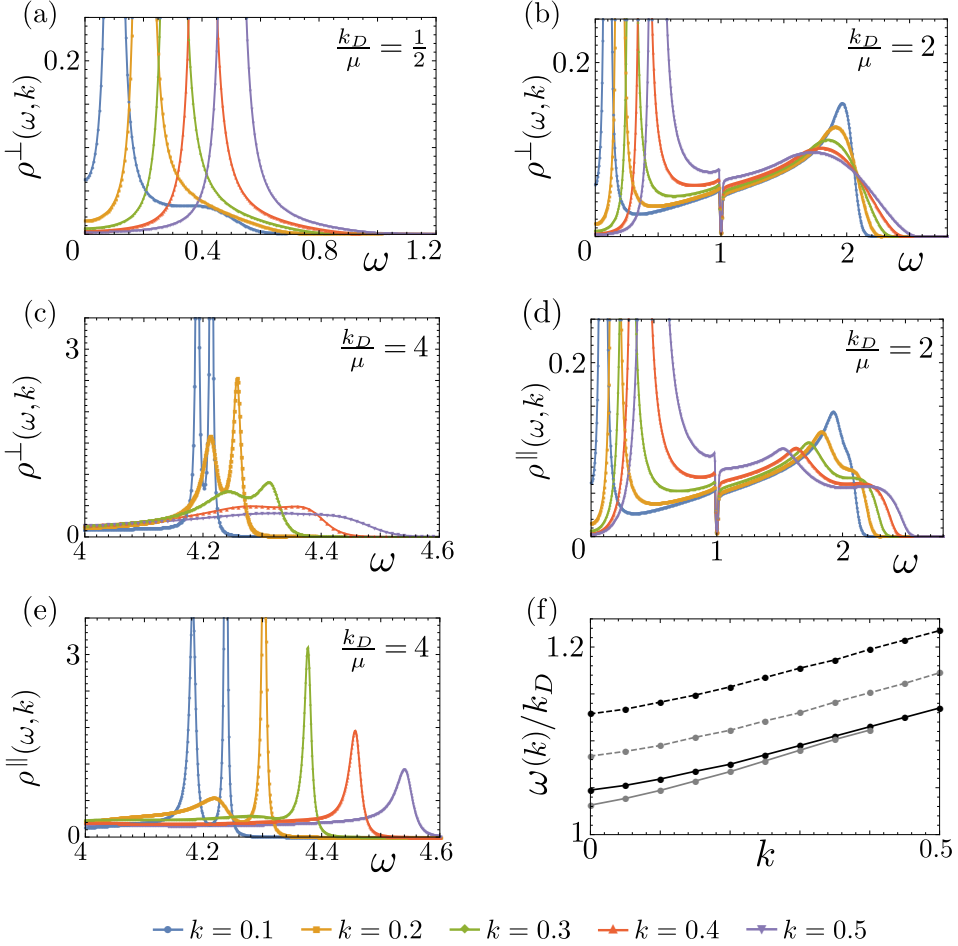 (a)
k_D/μ = 1/2
0.2
ρ^⊥(ω,k)
0 0.4 0.8 1.2
ω
(b)
k_D/μ = 2
0.2
ρ^⊥(ω,k)
0
0 1 2
ω
(c)
k_D/μ = 4
3
ρ^⊥(ω,k)
0
4 4.2 4.4 4.6
ω
(d)
k_D/μ = 2
0.2
ρ^∥(ω,k)
0
0 1 2
ω
(e)
k_D/μ = 4
3
ρ^∥(ω,k)
0
4 4.2 4.4 4.6
ω
(f)
1.2
ω(k)/k_D
1
0 k 0.5
k = 0.1 k = 0.2 k = 0.3 k = 0.4 k = 0.5